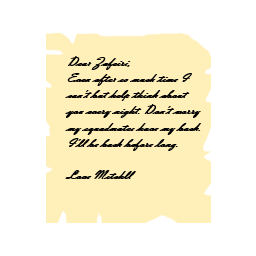 Dear Zafeiri,
Even after so much time I
can't but help think about
you every night. Don't worry
my squadmates have my back.
I'll be back before long.
Love Mitchell